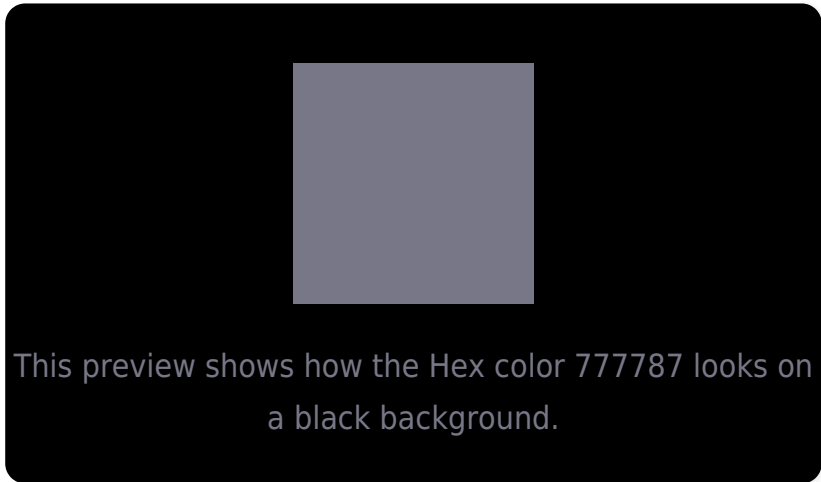 This preview shows how the Hex color 777787 looks on
a black background.